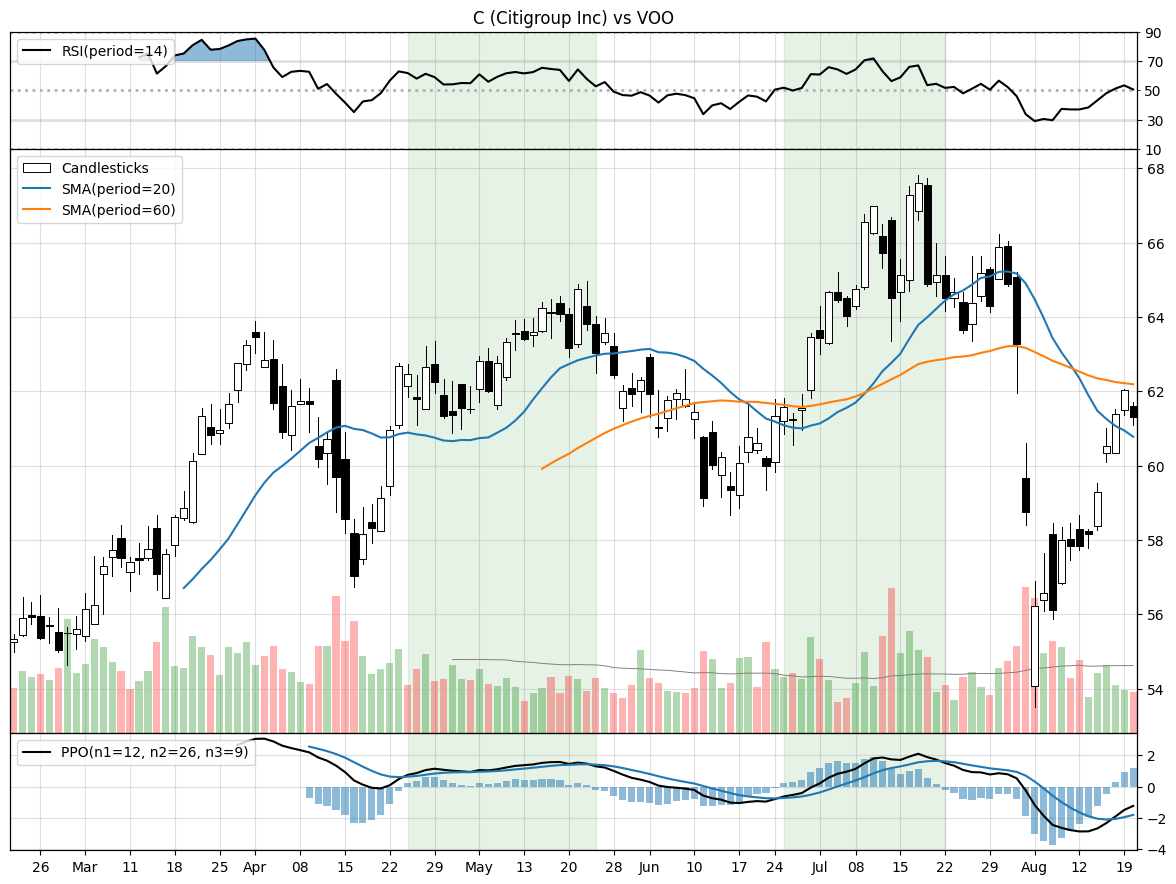 C (Citigroup Inc) vs VOO
RSI(period=14)
90
70
50
30
10
Candlesticks
SMA(period=20)
SMA(period=60)
68
66
64
62
60
58
56
54
PPO(n1=12, n2=26, n3=9)
2
0
−2
−4
26 Mar 11 18 25 Apr 08 15 22 29 May 13 20 28 Jun 10 17 24 Jul 08 15 22 29 Aug 12 19